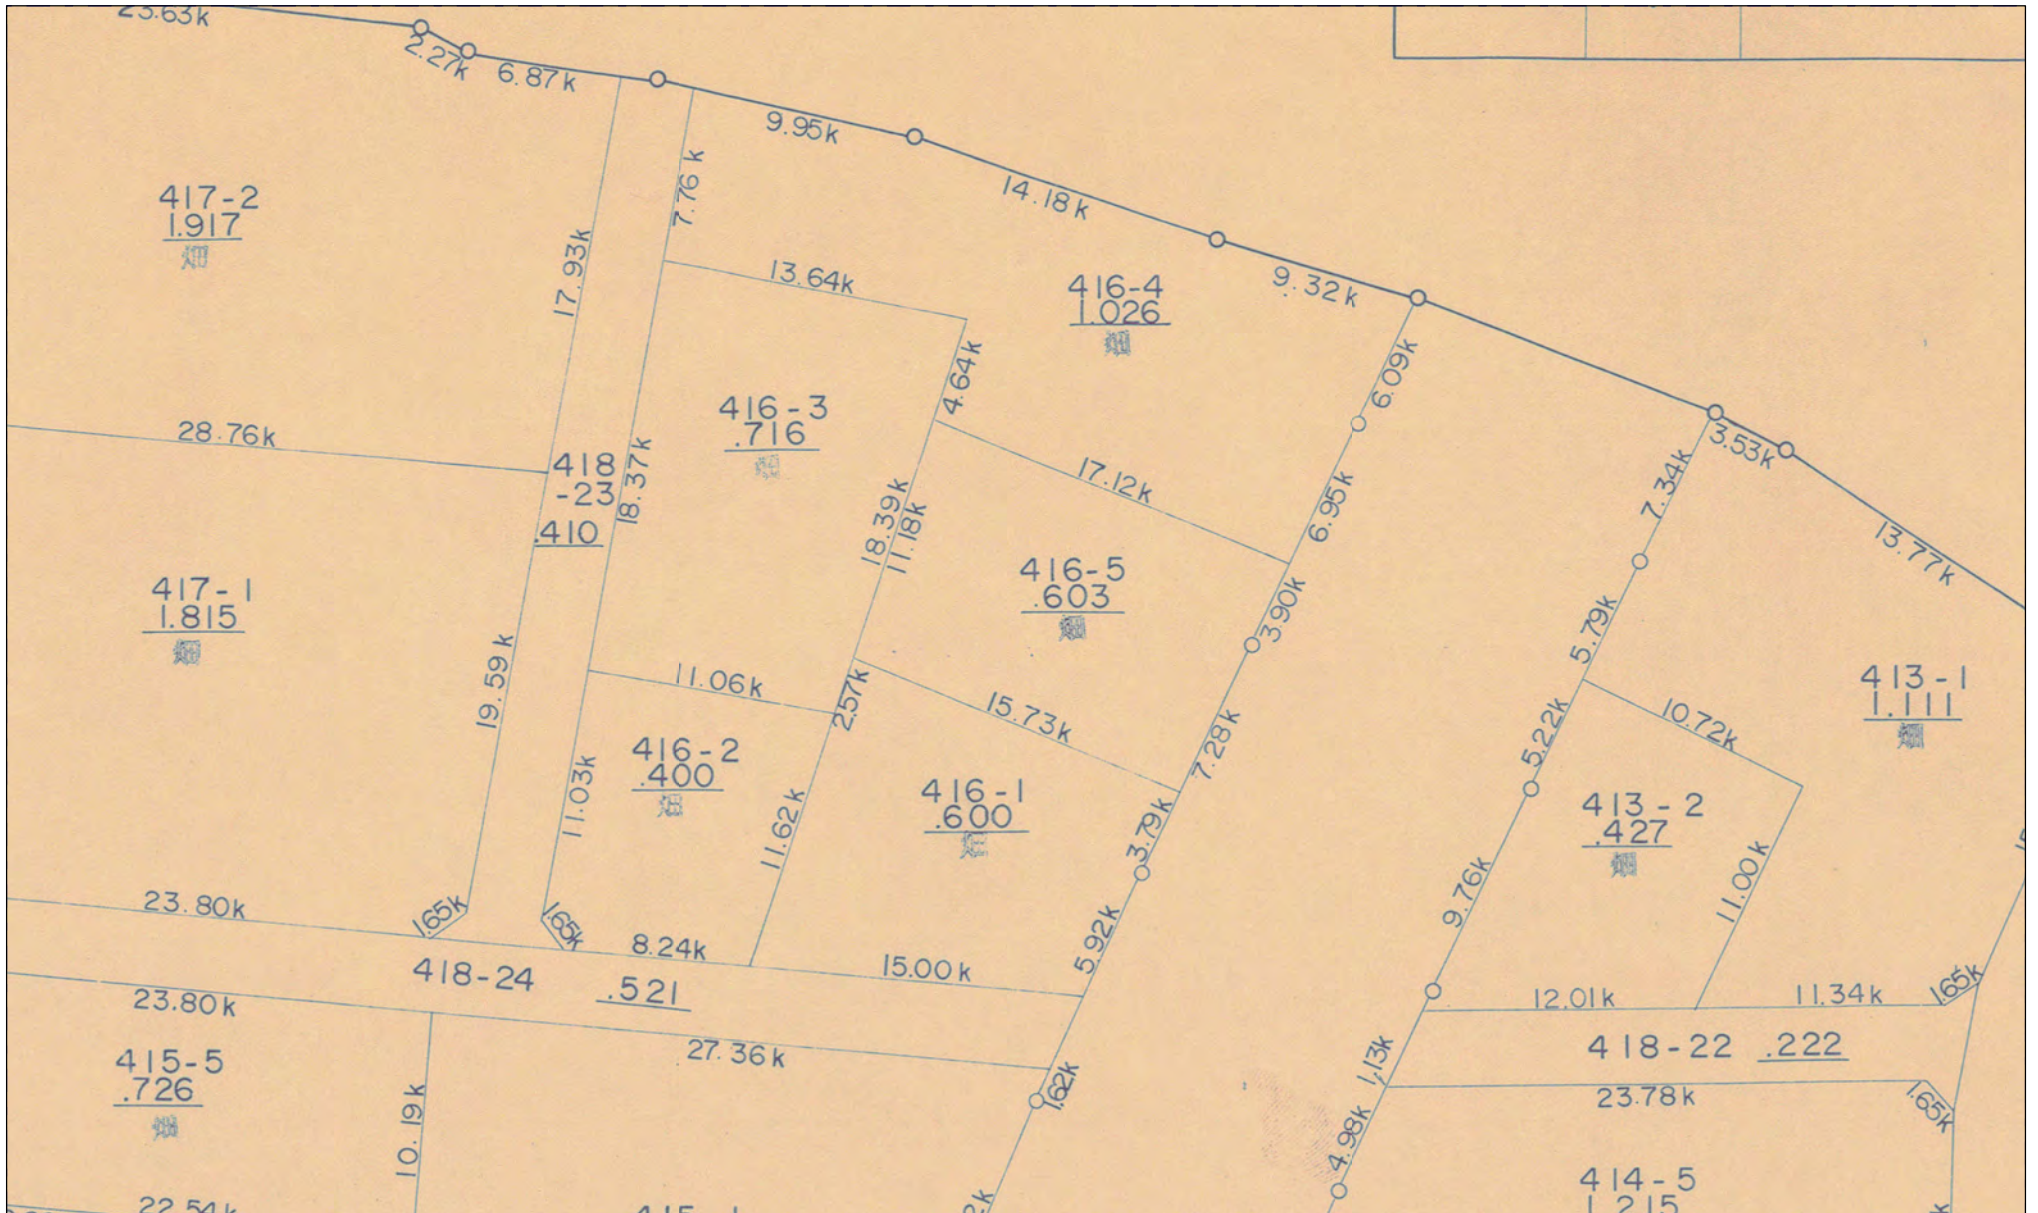 23.63k
2.27k
6.87k
9.95k
14.18k
9.32k
3.53k
13.77k
417-2
1.917
畑
17.93k
7.76k
13.64k
416-4
1.026
畑
6.09k
4.64k
416-3
.716
畑
28.76k
418
-23
.410
18.37k
18.39k
11.18k
17.12k
6.95k
7.34k
416-5
.603
畑
3.90k
5.79k
417-1
1.815
畑
19.59k
11.06k
2.57k
15.73k
7.28k
5.22k
10.72k
413-1
1.111
畑
416-2
.400
畑
11.03k
11.62k
416-1
.600
畑
3.79k
413-2
.427
畑
11.00k
9.76k
23.80k
1.65k
1.65k
8.24k
15.00k
5.92k
418-24
.521
12.01k
11.34k
1.65k
23.80k
27.36k
1.62k
1.13k
418-22
.222
23.78k
1.65k
415-5
.726
畑
10.19k
4.98k
414-5
1.215
22.54k